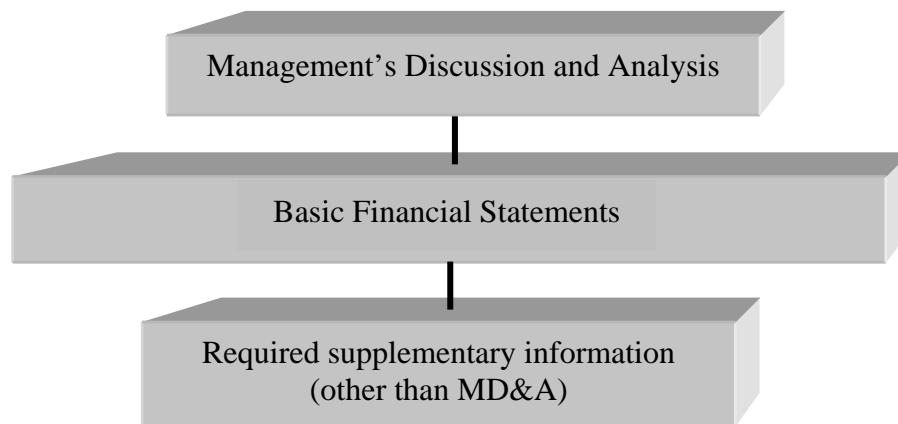 Management’s Discussion and Analysis
Basic Financial Statements
Required supplementary information
(other than MD&A)